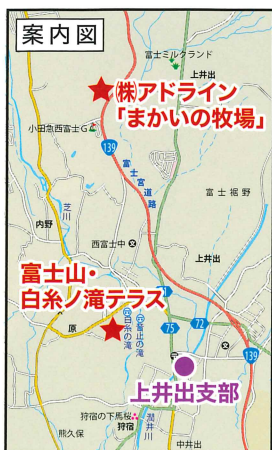 案内図
富士ミルクランド
上井出
㈱アドライン
「まかいの牧場」
小田急西富士G
139
富士宮道路
芝川
富士裾野
内野
西富士中
上井出
富士山・
白糸ノ滝テラス
白糸の滝
音止の滝
原
72
75
139
上井出支部
狩宿の下馬桜
狩宿
潤井川
熊久保
中井出